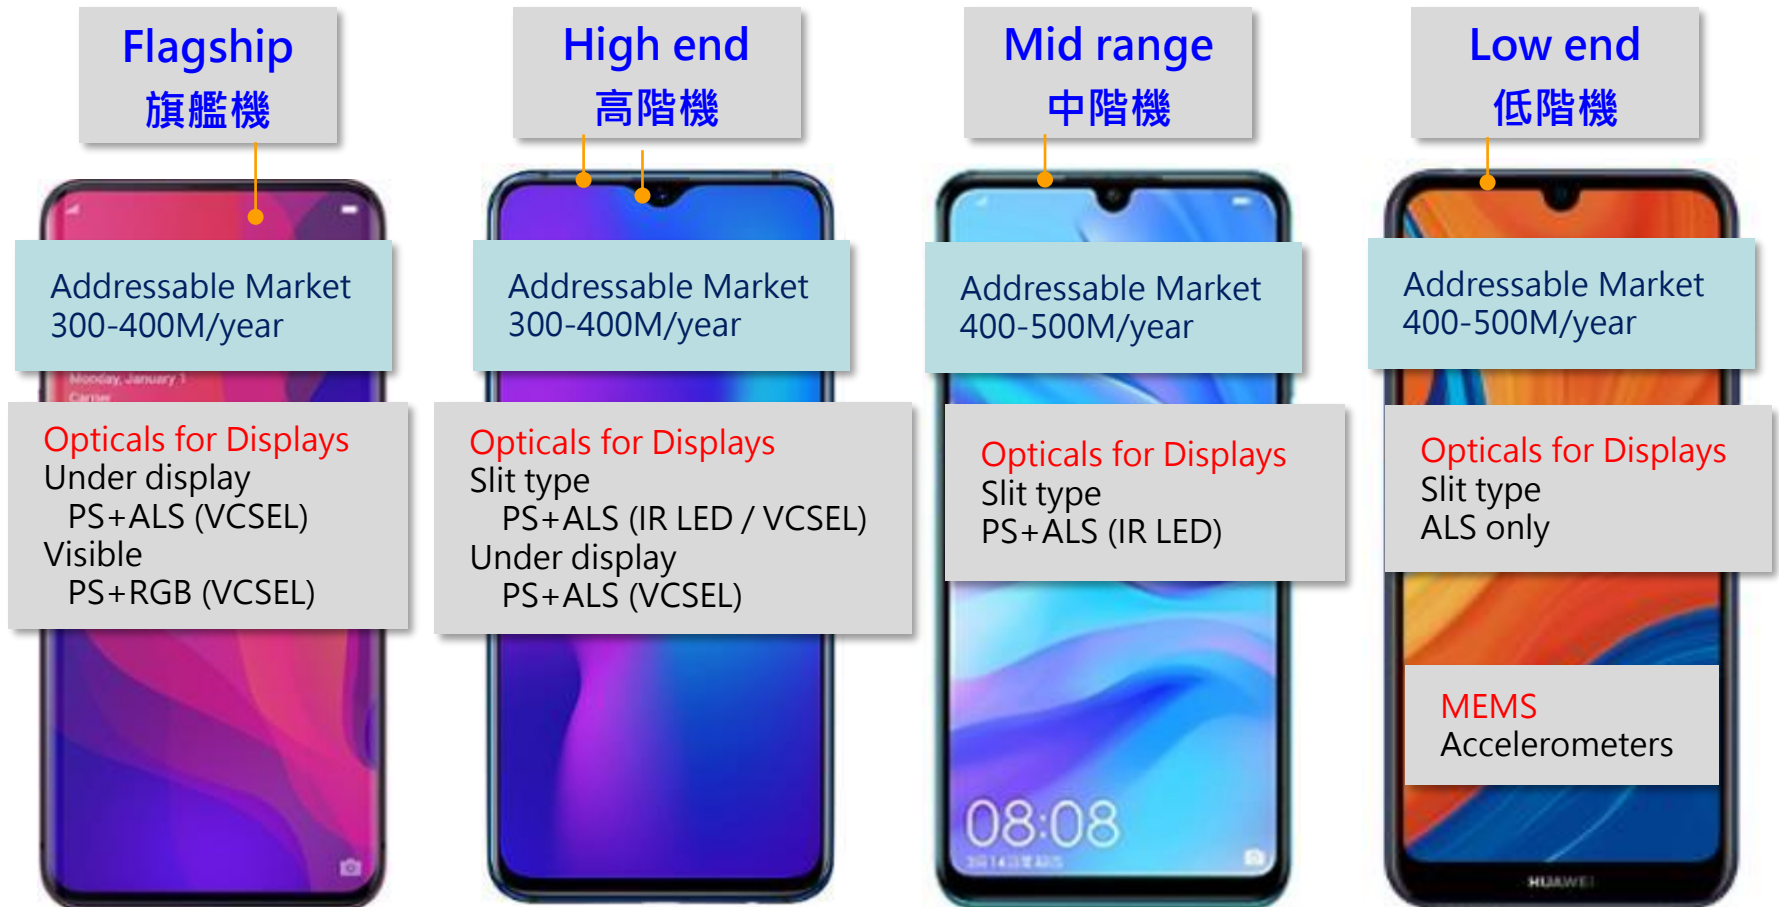 Flagship
旗艦機
High end
高階機
Mid range
中階機
Low end
低階機
Addressable Market
300-400M/year
Addressable Market
300-400M/year
Addressable Market
400-500M/year
Addressable Market
400-500M/year
Monday, January 1
Carrier
Opticals for Displays
Under display
PS+ALS (VCSEL)
Visible
PS+RGB (VCSEL)
Opticals for Displays
Slit type
PS+ALS (IR LED / VCSEL)
Under display
PS+ALS (VCSEL)
Opticals for Displays
Slit type
PS+ALS (IR LED)
Opticals for Displays
Slit type
ALS only
MEMS
Accelerometers
08:08
HUAWEI